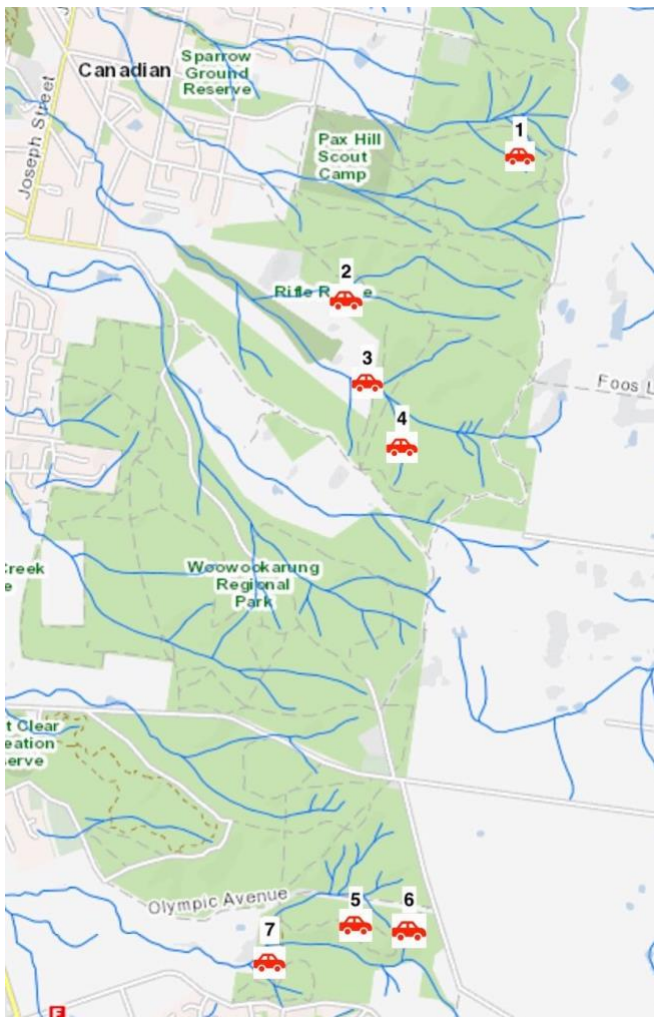 Sparrow
Ground
Reserve
Canadian
Joseph Street
Pax Hill
Scout
Camp
1
2
Rifle R e
3
Foos L
4
Creek
e
Woowookarung
Regional
Park
t Clear
eation
serve
Olympic Avenue
5
6
7
F